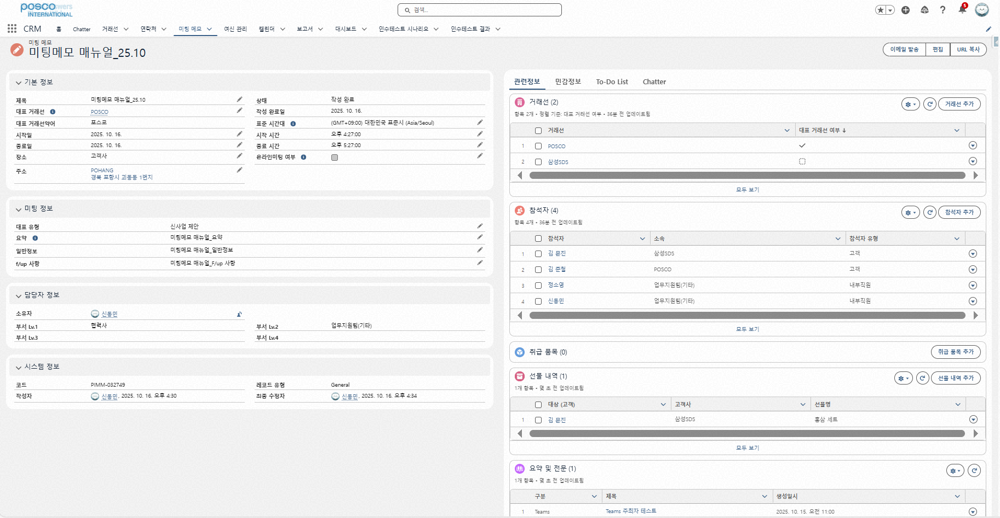 posco
INTERNATIONAL
검색...
5
CRM 홈 Chatter 거래선 연락처 미팅 메모 여신 관리 캘린더 보고서 대시보드 인수테스트 시나리오 인수테스트 결과
미팅 메모
미팅메모 매뉴얼_25.10
이메일 발송 편집 URL 복사
기본 정보
제목 미팅메모 매뉴얼_25.10 상태 작성 완료
대표 거래선 POSCO 작성 완료일 2025. 10. 16.
대표 거래선약어 포스코 표준 시간대 (GMT+09:00) 대한민국 표준시 (Asia/Seoul)
시작일 2025. 10. 16. 시작 시간 오후 4:27:00
종료일 2025. 10. 16. 종료 시간 오후 5:27:00
장소 고객사 온라인미팅 여부
주소 POHANG
경북 포항시 괴동동 1번지
미팅 정보
대표 유형 신사업 제안
요약 미팅메모 매뉴얼_요약
일반정보 미팅메모 매뉴얼_일반정보
f/up 사항 미팅메모 매뉴얼_F/up 사항
담당자 정보
소유자 신동민
부서 Lv.1 협력사 부서 Lv.2 업무지원팀(기타)
부서 Lv.3 부서 Lv.4
시스템 정보
코드 PIMM-032749 레코드 유형 General
작성자 신동민, 2025. 10. 16. 오후 4:30 최종 수정자 신동민, 2025. 10. 16. 오후 4:34
관련정보 민감정보 To-Do List Chatter
거래선 (2)
거래선 추가
항목 2개 • 정렬 기준: 대표 거래선 여부 • 36분 전 업데이트됨
거래선 대표 거래선 여부 ↓
1 POSCO
2 삼성SDS
모두 보기
참석자 (4)
참석자 추가
항목 4개 • 36분 전 업데이트됨
참석자 소속 참석자 유형
1 김 문진 삼성SDS 고객
2 김 준철 POSCO 고객
3 정소영 업무지원팀(기타) 내부직원
4 신동민 업무지원팀(기타) 내부직원
모두 보기
취급 품목 (0)
취급 품목 추가
선물 내역 (1)
선물 내역 추가
1개 항목 • 몇 초 전 업데이트됨
대상 (고객) 고객사 선물명
1 김 문진 삼성SDS 홍삼 세트
모두 보기
요약 및 전문 (1)
1개 항목 • 몇 초 전 업데이트됨
구분 제목 생성일시
1 Teams Teams 주최자 테스트 2025. 10. 15. 오전 11:00